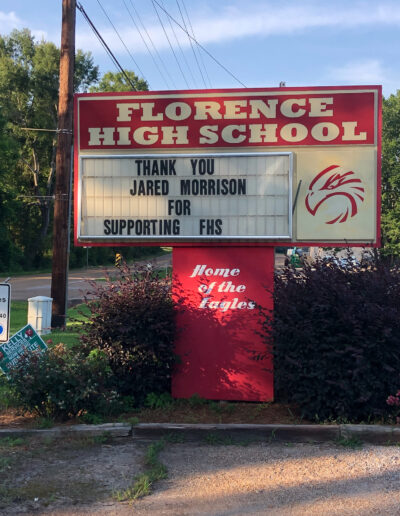 FLORENCE
HIGH SCHOOL
THANK YOU
JARED MORRISON
FOR
SUPPORTING FHS
Home
of the
Eagles